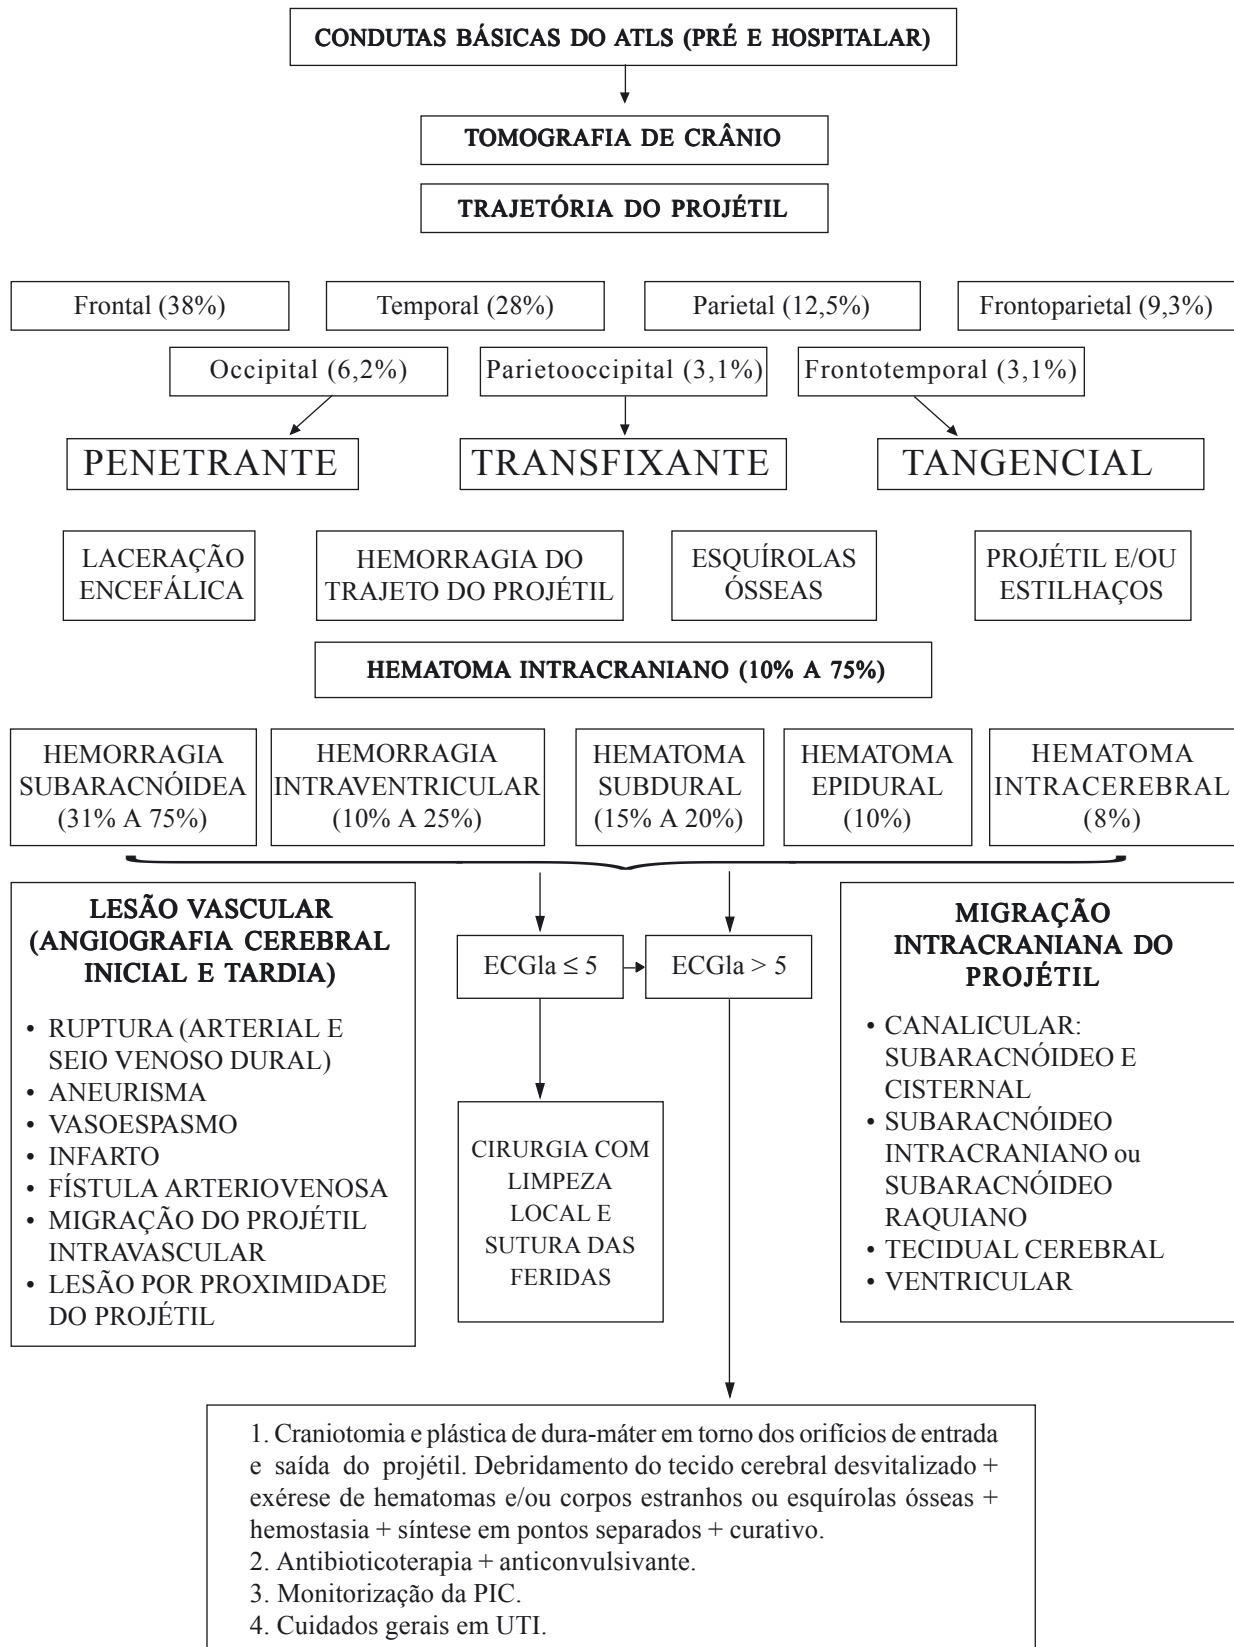 CONDUTAS BÁSICAS DO ATLS (PRÉ E HOSPITALAR)
TOMOGRAFIA DE CRÂNIO
TRAJETÓRIA DO PROJÉTIL
Frontal (38%)
Temporal (28%)
Parietal (12,5%)
Frontoparietal (9,3%)
Occipital (6,2%)
Parietooccipital (3,1%)
Frontotemporal (3,1%)
PENETRANTE
TRANSFIXANTE
TANGENCIAL
LACERAÇÃO
ENCEFÁLICA
HEMORRAGIA DO
TRAJETO DO PROJÉTIL
ESQUÍROLAS
ÓSSEAS
PROJÉTIL E/OU
ESTILHAÇOS
HEMATOMA INTRACRANIANO (10% A 75%)
HEMORRAGIA
SUBARACNÓIDEA
(31% A 75%)
HEMORRAGIA
INTRAVENTRICULAR
(10% A 25%)
HEMATOMA
SUBDURAL
(15% A 20%)
HEMATOMA
EPIDURAL
(10%)
HEMATOMA
INTRACEREBRAL
(8%)
LESÃO VASCULAR
(ANGIOGRAFIA CEREBRAL
INICIAL E TARDIA)
• RUPTURA (ARTERIAL E
SEIO VENOSO DURAL)
• ANEURISMA
• VASOESPASMO
• INFARTO
• FÍSTULA ARTERIOVENOSA
• MIGRAÇÃO DO PROJÉTIL
INTRAVASCULAR
• LESÃO POR PROXIMIDADE
DO PROJÉTIL
ECGla ≤ 5
ECGla > 5
CIRURGIA COM
LIMPEZA
LOCAL E
SUTURA DAS
FERIDAS
MIGRAÇÃO
INTRACRANIANA DO
PROJÉTIL
• CANALICULAR:
SUBARACNÓIDEO E
CISTERNAL
• SUBARACNÓIDEO
INTRACRANIANO ou
SUBARACNÓIDEO
RAQUIANO
• TECIDUAL CEREBRAL
• VENTRICULAR
1. Craniotomia e plástica de dura-máter em torno dos orifícios de entrada
e saída do projétil. Debridamento do tecido cerebral desvitalizado +
exérese de hematomas e/ou corpos estranhos ou esquírolas ósseas +
hemostasia + síntese em pontos separados + curativo.
2. Antibioticoterapia + anticonvulsivante.
3. Monitorização da PIC.
4. Cuidados gerais em UTI.